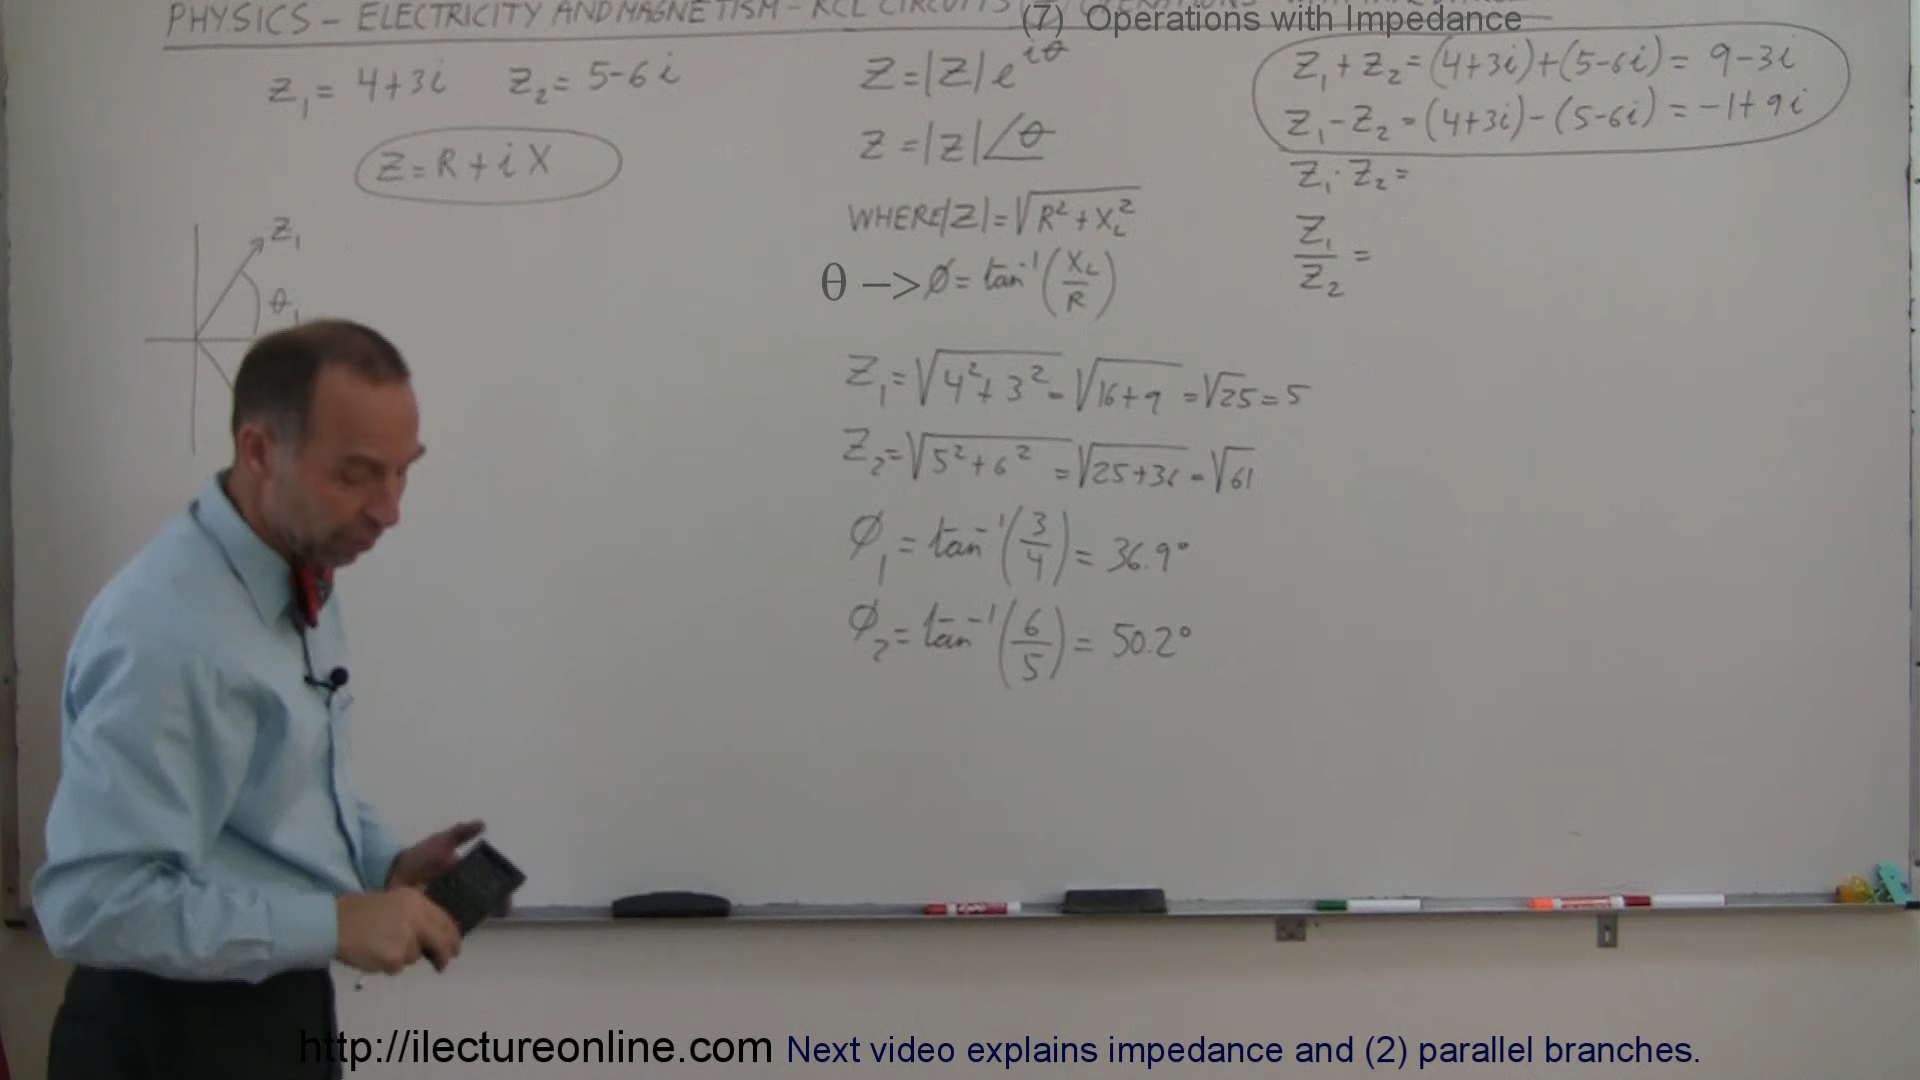 PHYSICS - ELECTRICITY AND MAGNETISM - RCL CIRCUITS
(7) Operations with Impedance
Z₁ = 4+3i Z₂ = 5-6i
Z = R + i X
Z₁
θ₁
Z = |Z| e^{iθ}
Z = |Z| ∠θ
WHERE |Z| = √(R² + X_L²)
θ —> Ø = tan⁻¹(X_L/R)
Z₁ = √(4² + 3²) = √(16+9) = √25 = 5
Z₂ = √(5² + 6²) = √(25+36) = √61
Ø₁ = tan⁻¹(3/4) = 36.9°
Ø₂ = tan⁻¹(6/5) = 50.2°
Z₁ + Z₂ = (4+3i) + (5-6i) = 9-3i
Z₁ - Z₂ = (4+3i) - (5-6i) = -1+9i
Z₁ · Z₂ =
Z₁/Z₂ =
http://ilectureonline.com Next video explains impedance and (2) parallel branches.